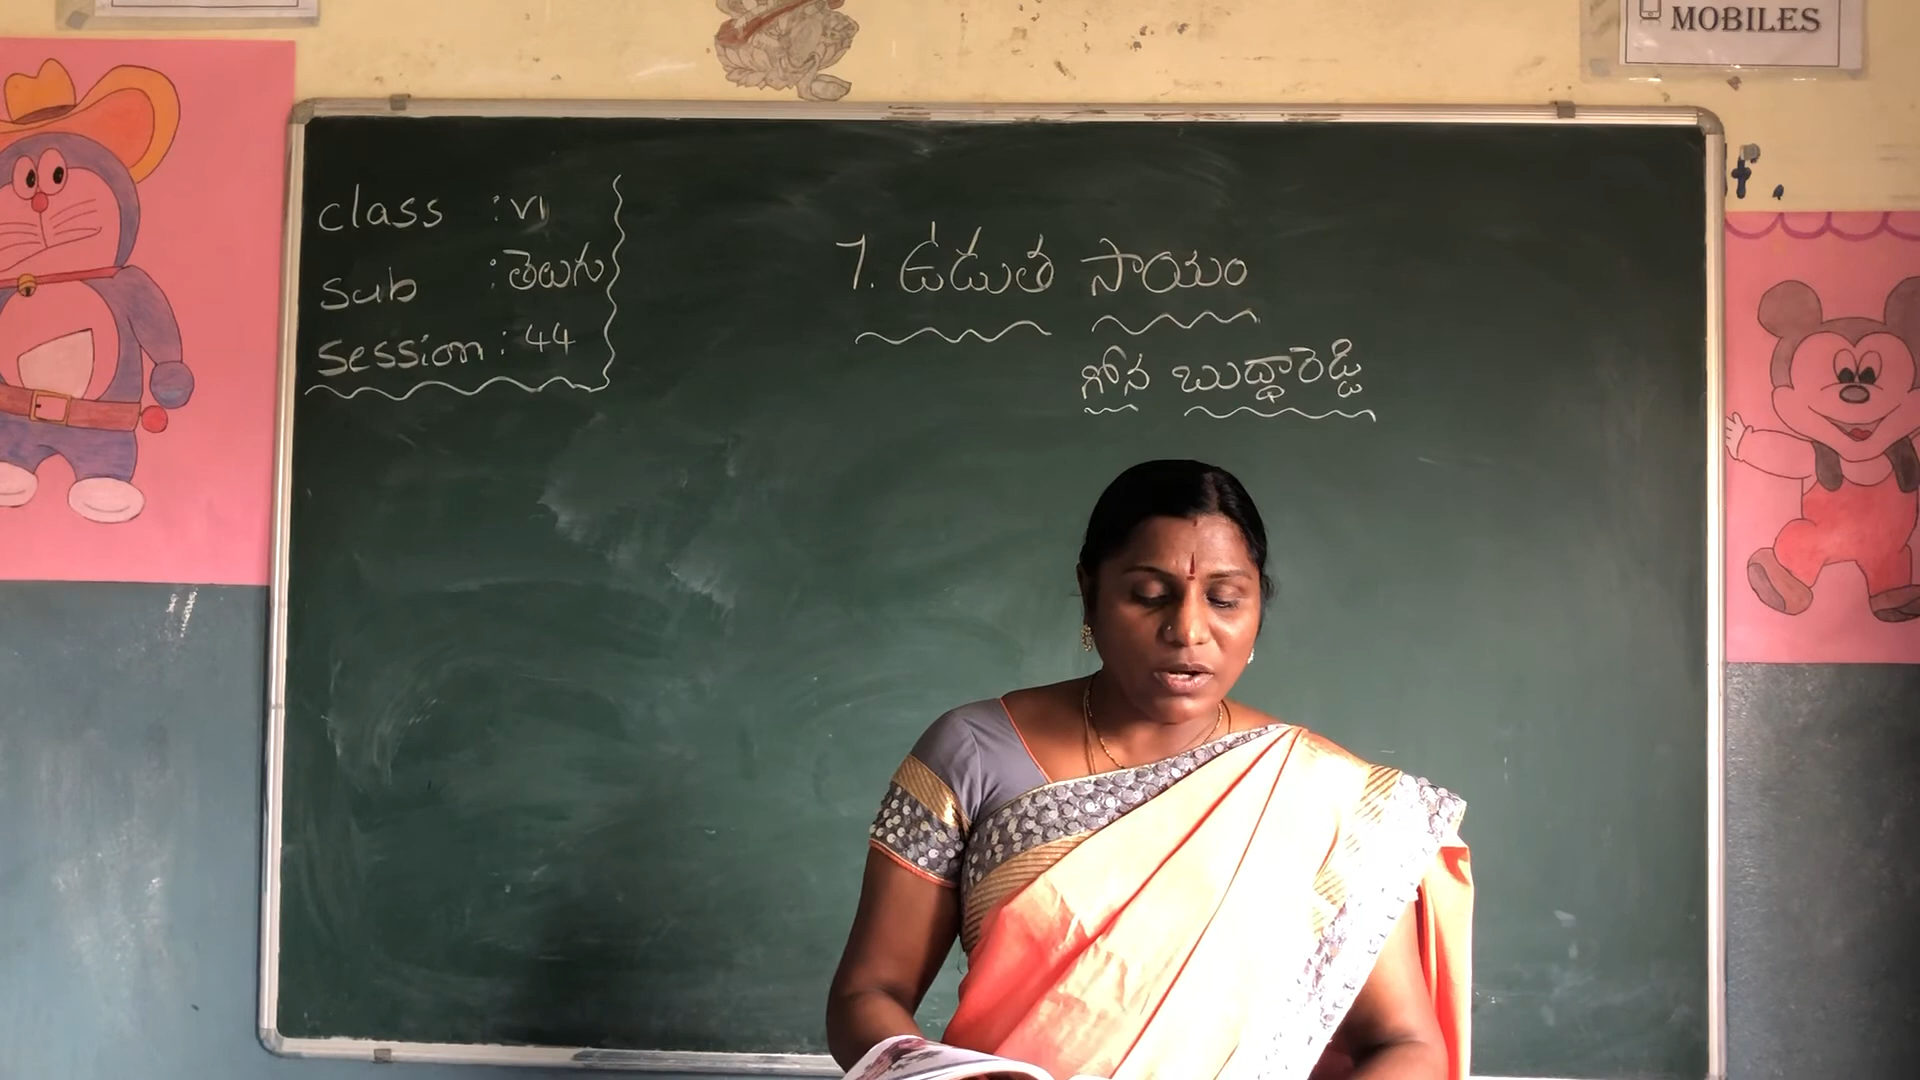 MOBILES
f.
class : VI
sub : తెలుగు
session : 44
7. ఉడుత సాయం
గోన బుద్ధారెడ్డి